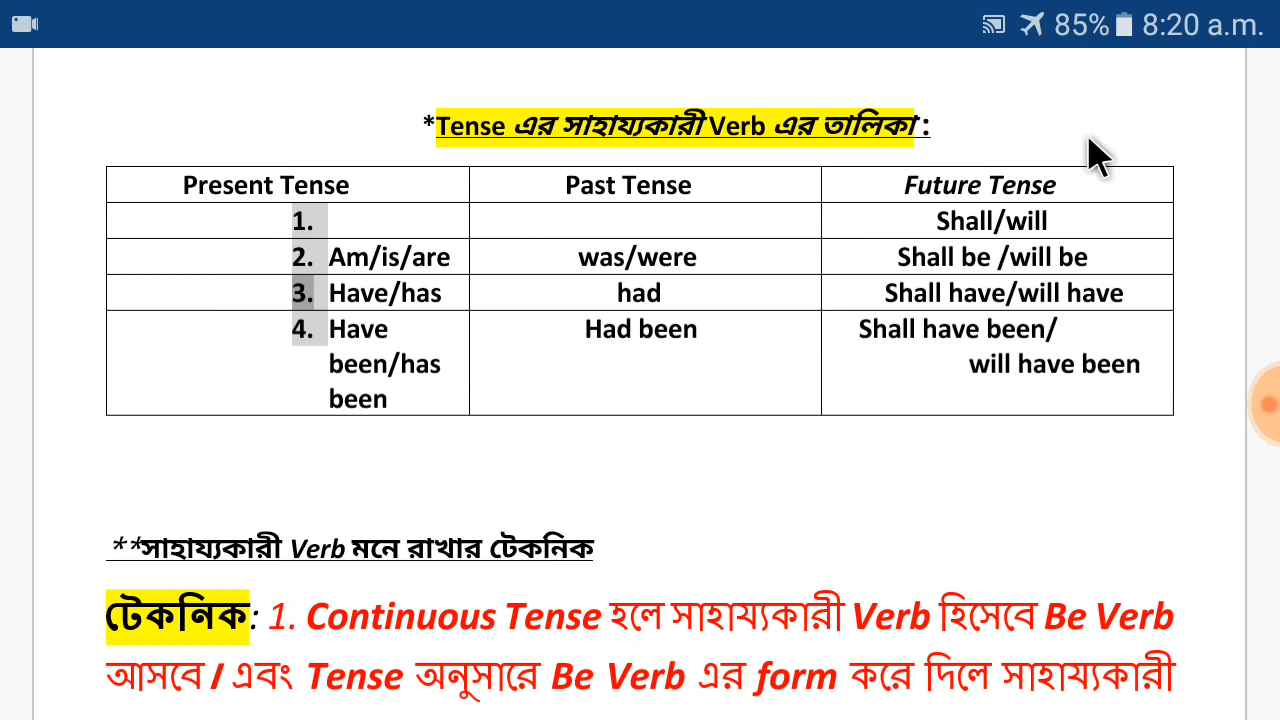 85% 8:20 a.m.
*Tense এর সাহায্যকারী Verb এর তালিকা :
Present Tense Past Tense Future Tense
1. Shall/will
2. Am/is/are was/were Shall be /will be
3. Have/has had Shall have/will have
4. Have Had been Shall have been/
been/has will have been
been
**সাহায্যকারী Verb মনে রাখার টেকনিক
টেকনিক: 1. Continuous Tense হলে সাহায্যকারী Verb হিসেবে Be Verb
আসবে I এবং Tense অনুসারে Be Verb এর form করে দিলে সাহায্যকারী